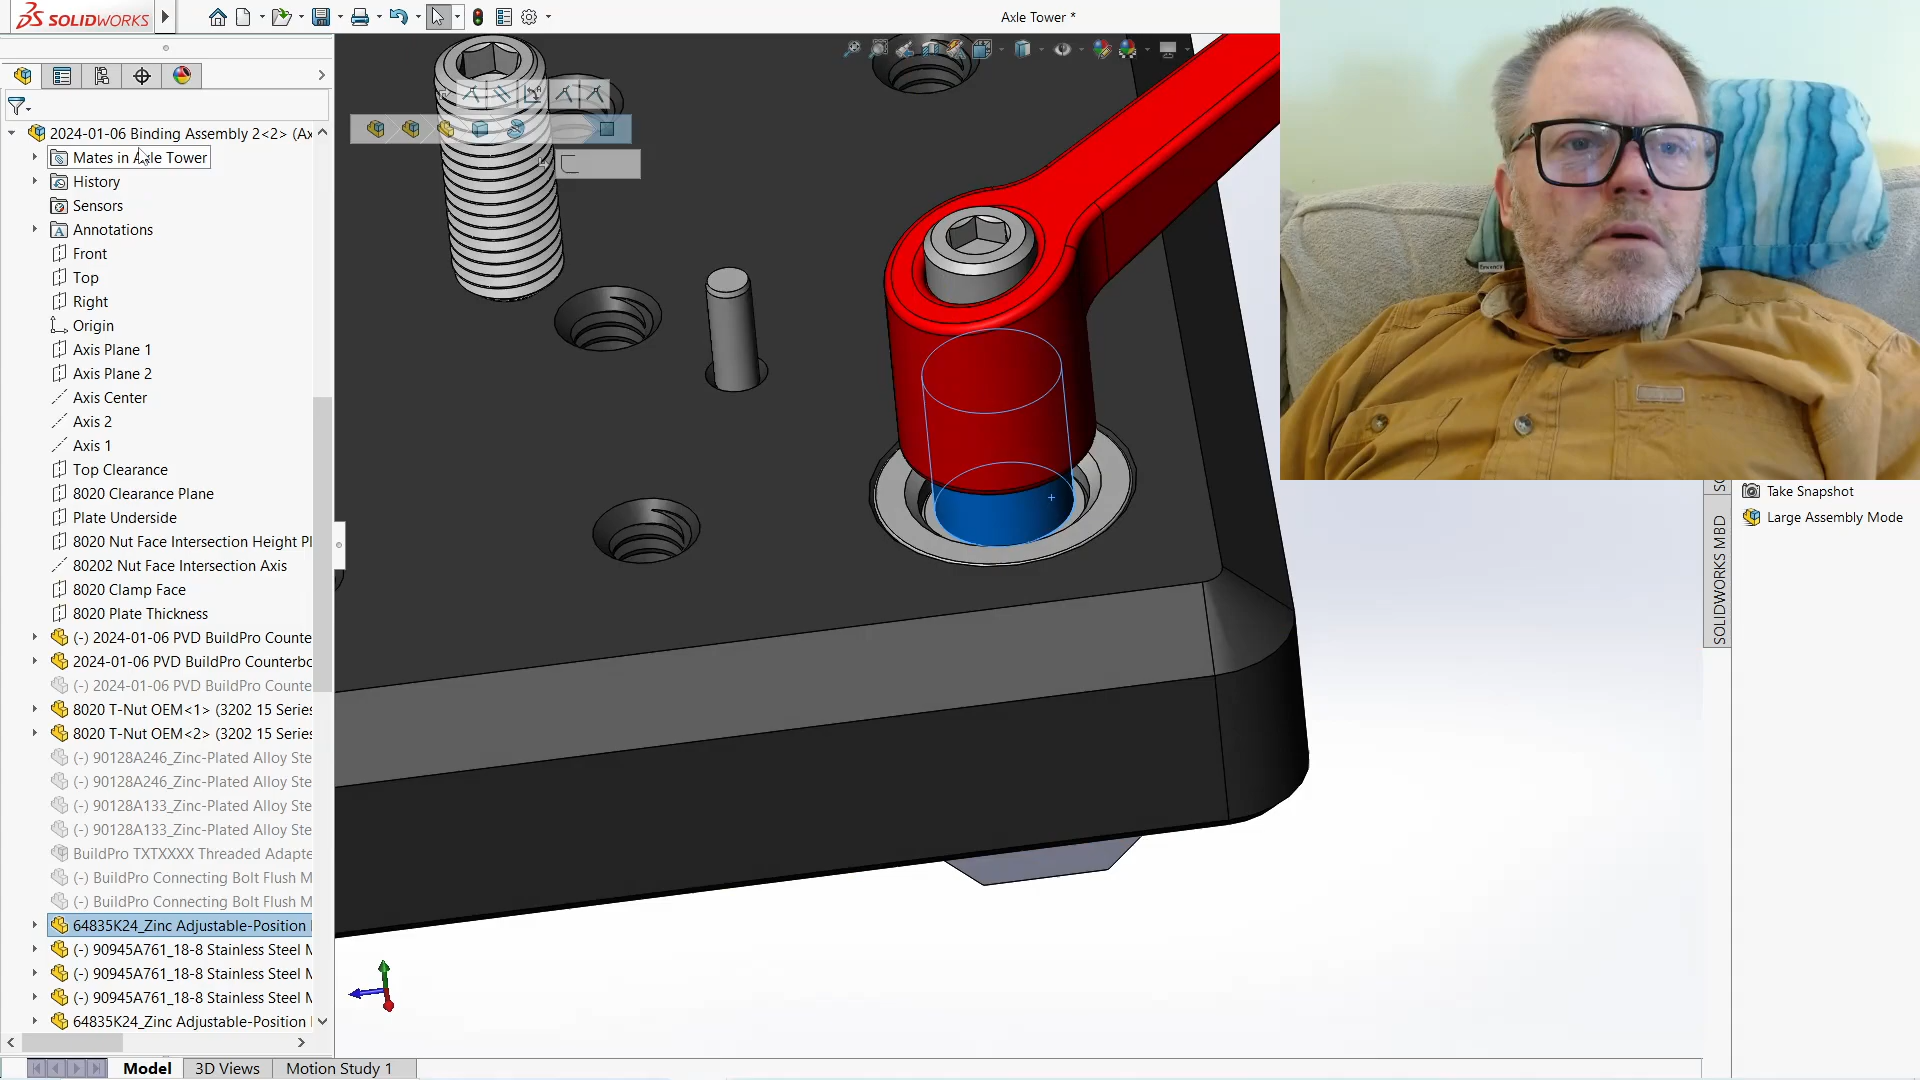 SOLIDWORKS
Axle Tower *
2024-01-06 Binding Assembly 2<2> (Ax
Mates in Axle Tower
History
Sensors
Annotations
Front
Top
Right
Origin
Axis Plane 1
Axis Plane 2
Axis Center
Axis 2
Axis 1
Top Clearance
8020 Clearance Plane
Plate Underside
8020 Nut Face Intersection Height Pl
80202 Nut Face Intersection Axis
8020 Clamp Face
8020 Plate Thickness
(-) 2024-01-06 PVD BuildPro Counte
2024-01-06 PVD BuildPro Counterbo
(-) 2024-01-06 PVD BuildPro Counte
8020 T-Nut OEM<1> (3202 15 Series
8020 T-Nut OEM<2> (3202 15 Series
(-) 90128A246_Zinc-Plated Alloy Ste
(-) 90128A246_Zinc-Plated Alloy Ste
(-) 90128A133_Zinc-Plated Alloy Ste
(-) 90128A133_Zinc-Plated Alloy Ste
BuildPro TXTXXXX Threaded Adapte
(-) BuildPro Connecting Bolt Flush M
(-) BuildPro Connecting Bolt Flush M
64835K24_Zinc Adjustable-Position
(-) 90945A761_18-8 Stainless Steel M
(-) 90945A761_18-8 Stainless Steel M
(-) 90945A761_18-8 Stainless Steel M
64835K24_Zinc Adjustable-Position
Model
3D Views
Motion Study 1
SOLIDWORKS MBD
Take Snapshot
Large Assembly Mode